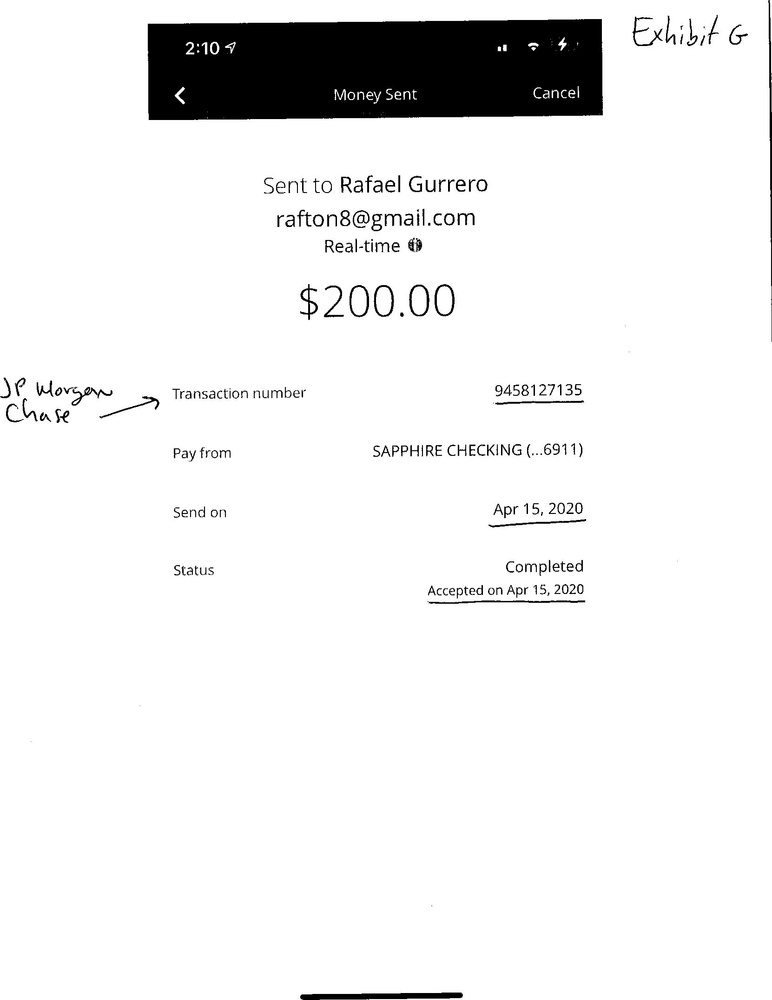 Exhibit G
2:10
Money Sent
Cancel
Sent to Rafael Gurrero
rafton8@gmail.com
Real-time
$200.00
JP Morgan
Chase
Transaction number 9458127135
Pay from SAPPHIRE CHECKING (...6911)
Send on Apr 15, 2020
Status Completed
Accepted on Apr 15, 2020